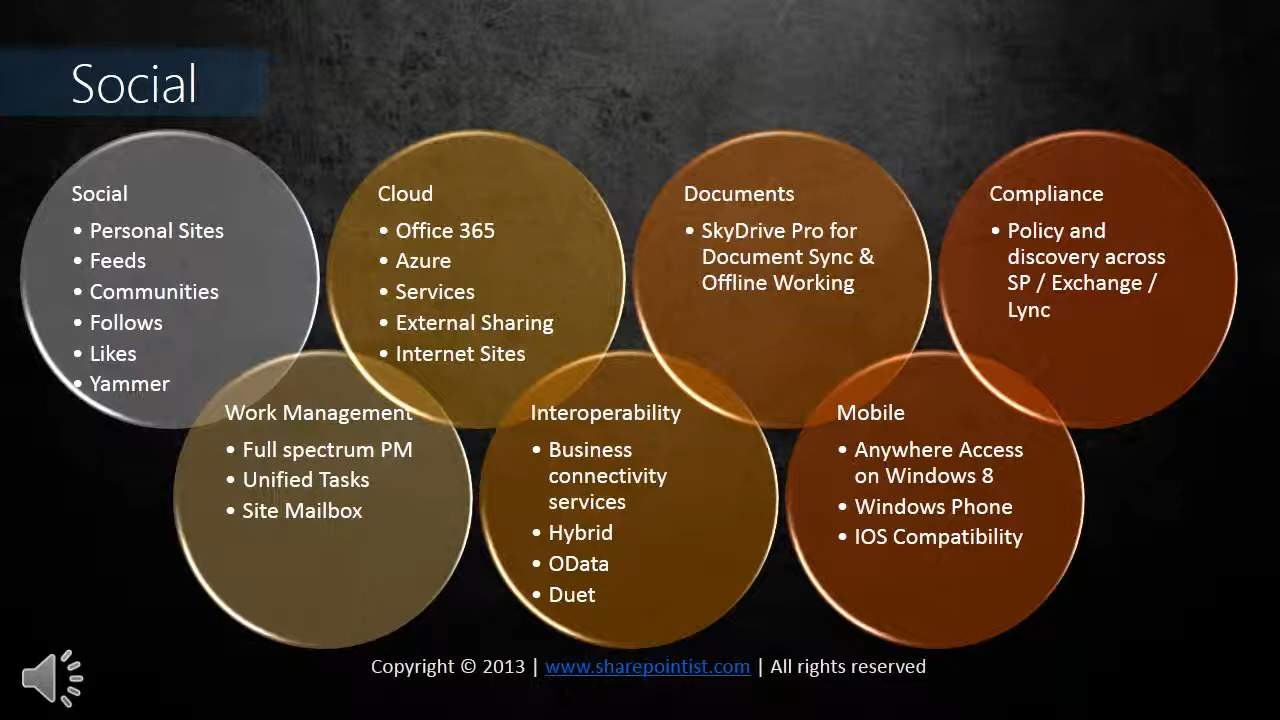 Social
Social
• Personal Sites
• Feeds
• Communities
• Follows
• Likes
• Yammer
Cloud
• Office 365
• Azure
• Services
• External Sharing
• Internet Sites
Documents
• SkyDrive Pro for
Document Sync &
Offline Working
Compliance
• Policy and
discovery across
SP / Exchange /
Lync
Work Management
• Full spectrum PM
• Unified Tasks
• Site Mailbox
Interoperability
• Business
connectivity
services
• Hybrid
• OData
• Duet
Mobile
• Anywhere Access
on Windows 8
• Windows Phone
• IOS Compatibility
Copyright © 2013 | www.sharepointist.com | All rights reserved